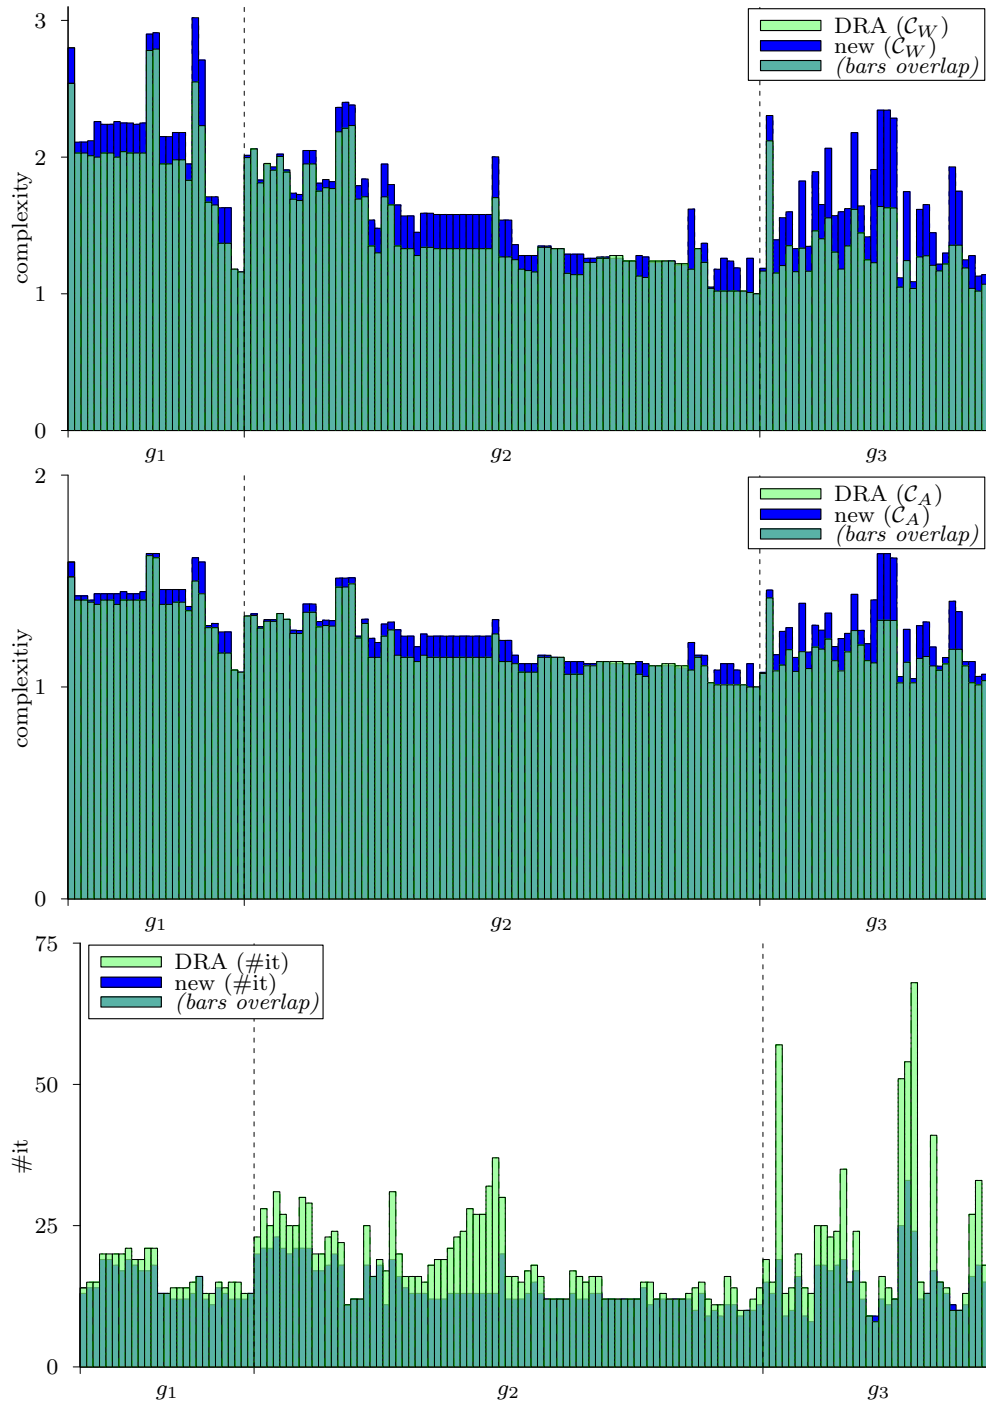 3
2
1
0
complexity
DRA (𝒞_W)
new (𝒞_W)
(bars overlap)
g₁
g₂
g₃
2
1
0
complexitiy
DRA (𝒞_A)
new (𝒞_A)
(bars overlap)
g₁
g₂
g₃
75
50
25
0
#it
DRA (#it)
new (#it)
(bars overlap)
g₁
g₂
g₃